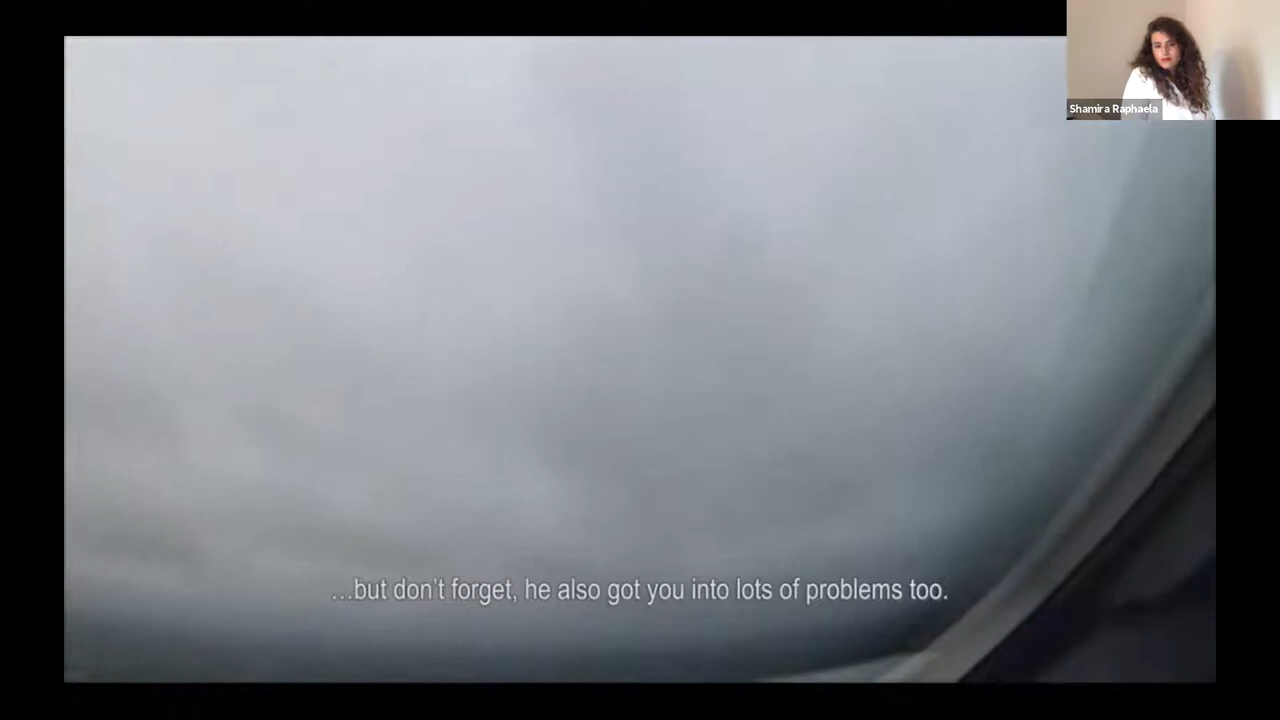 Shamira Raphaela
…but don't forget, he also got you into lots of problems too.